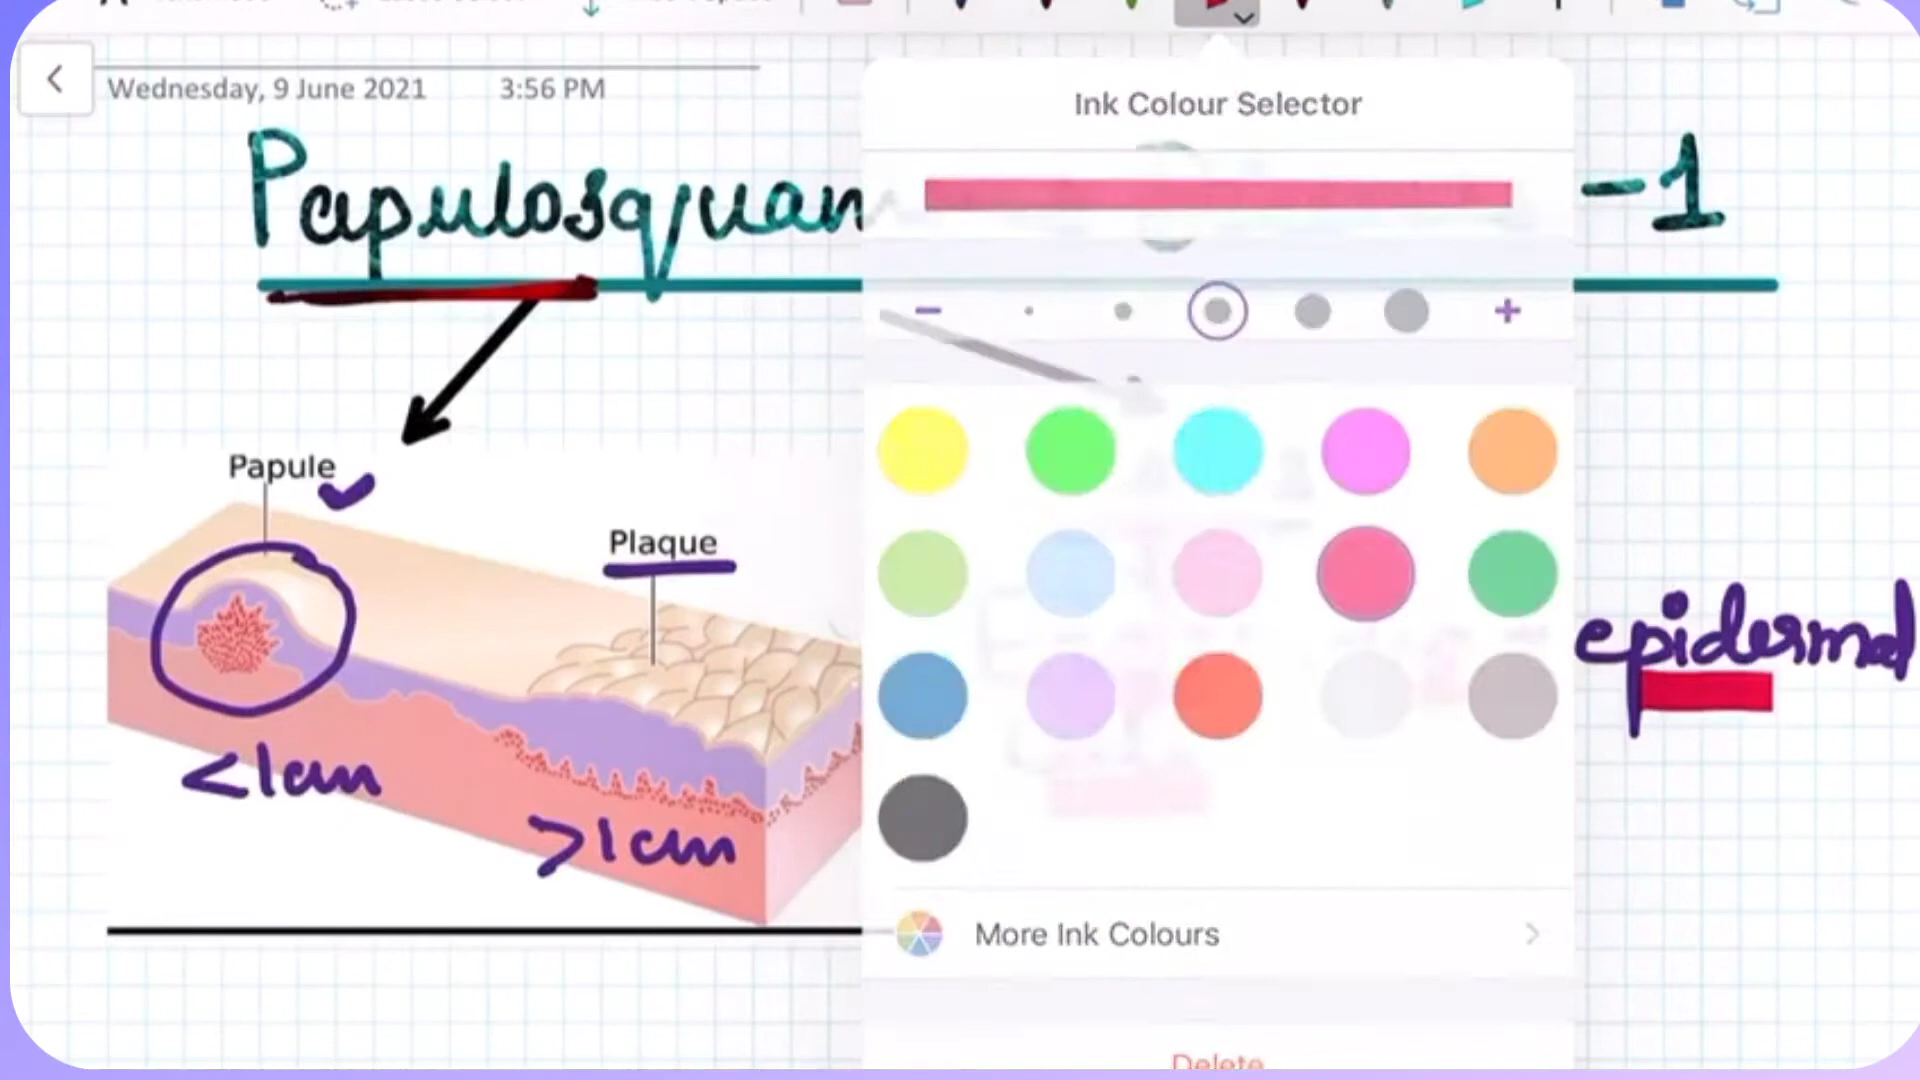 Wednesday, 9 June 2021 3:56 PM
Ink Colour Selector
-1
Papule
Plaque
epidermal
<1cm
>1cm
More Ink Colours
Delete